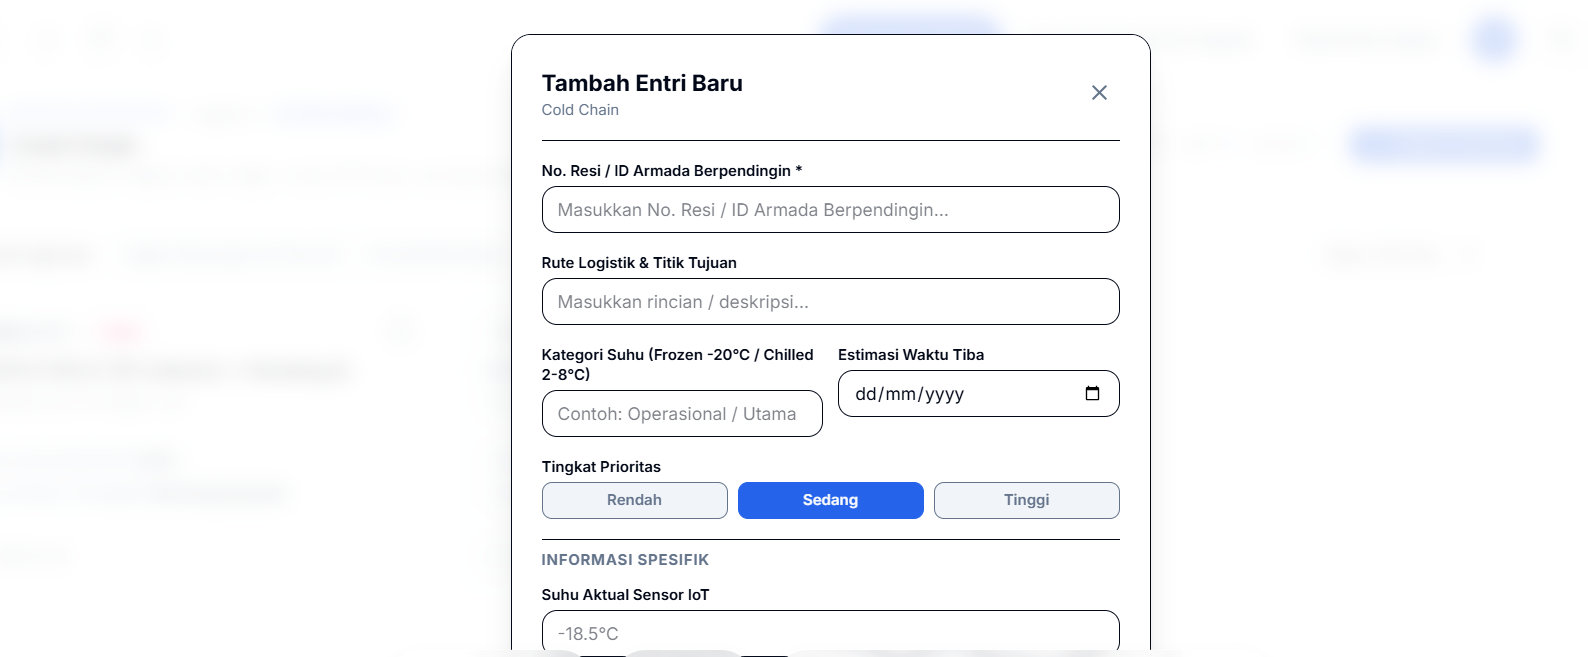 Tambah Entri Baru
Cold Chain
No. Resi / ID Armada Berpendingin *
Masukkan No. Resi / ID Armada Berpendingin...
Rute Logistik & Titik Tujuan
Masukkan rincian / deskripsi...
Kategori Suhu (Frozen -20°C / Chilled
2-8°C)
Contoh: Operasional / Utama
Estimasi Waktu Tiba
dd/mm/yyyy
Tingkat Prioritas
Rendah
Sedang
Tinggi
INFORMASI SPESIFIK
Suhu Aktual Sensor IoT
-18.5°C